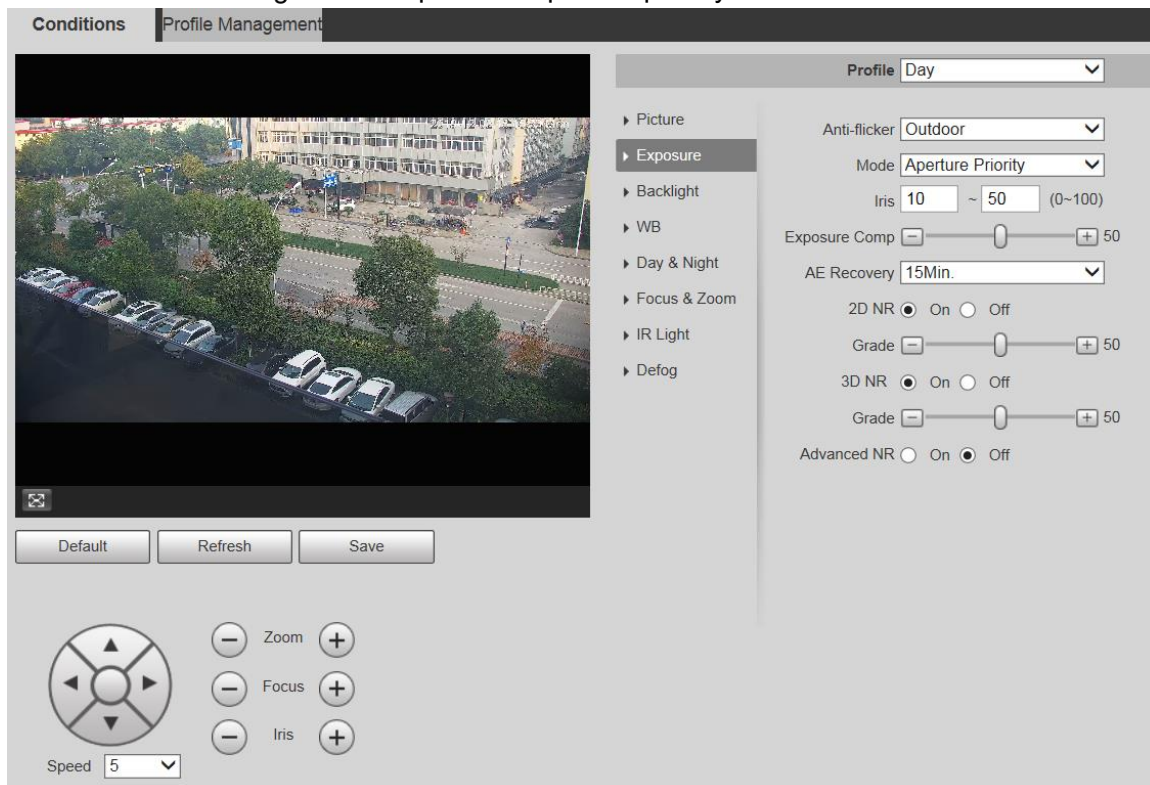 Conditions
Profile Management
Profile Day
Picture
Exposure
Backlight
WB
Day & Night
Focus & Zoom
IR Light
Defog
Anti-flicker Outdoor
Mode Aperture Priority
Iris 10 ~ 50 (0~100)
Exposure Comp 50
AE Recovery 15Min.
2D NR On Off
Grade 50
3D NR On Off
Grade 50
Advanced NR On Off
Default Refresh Save
Zoom
Focus
Iris
Speed 5